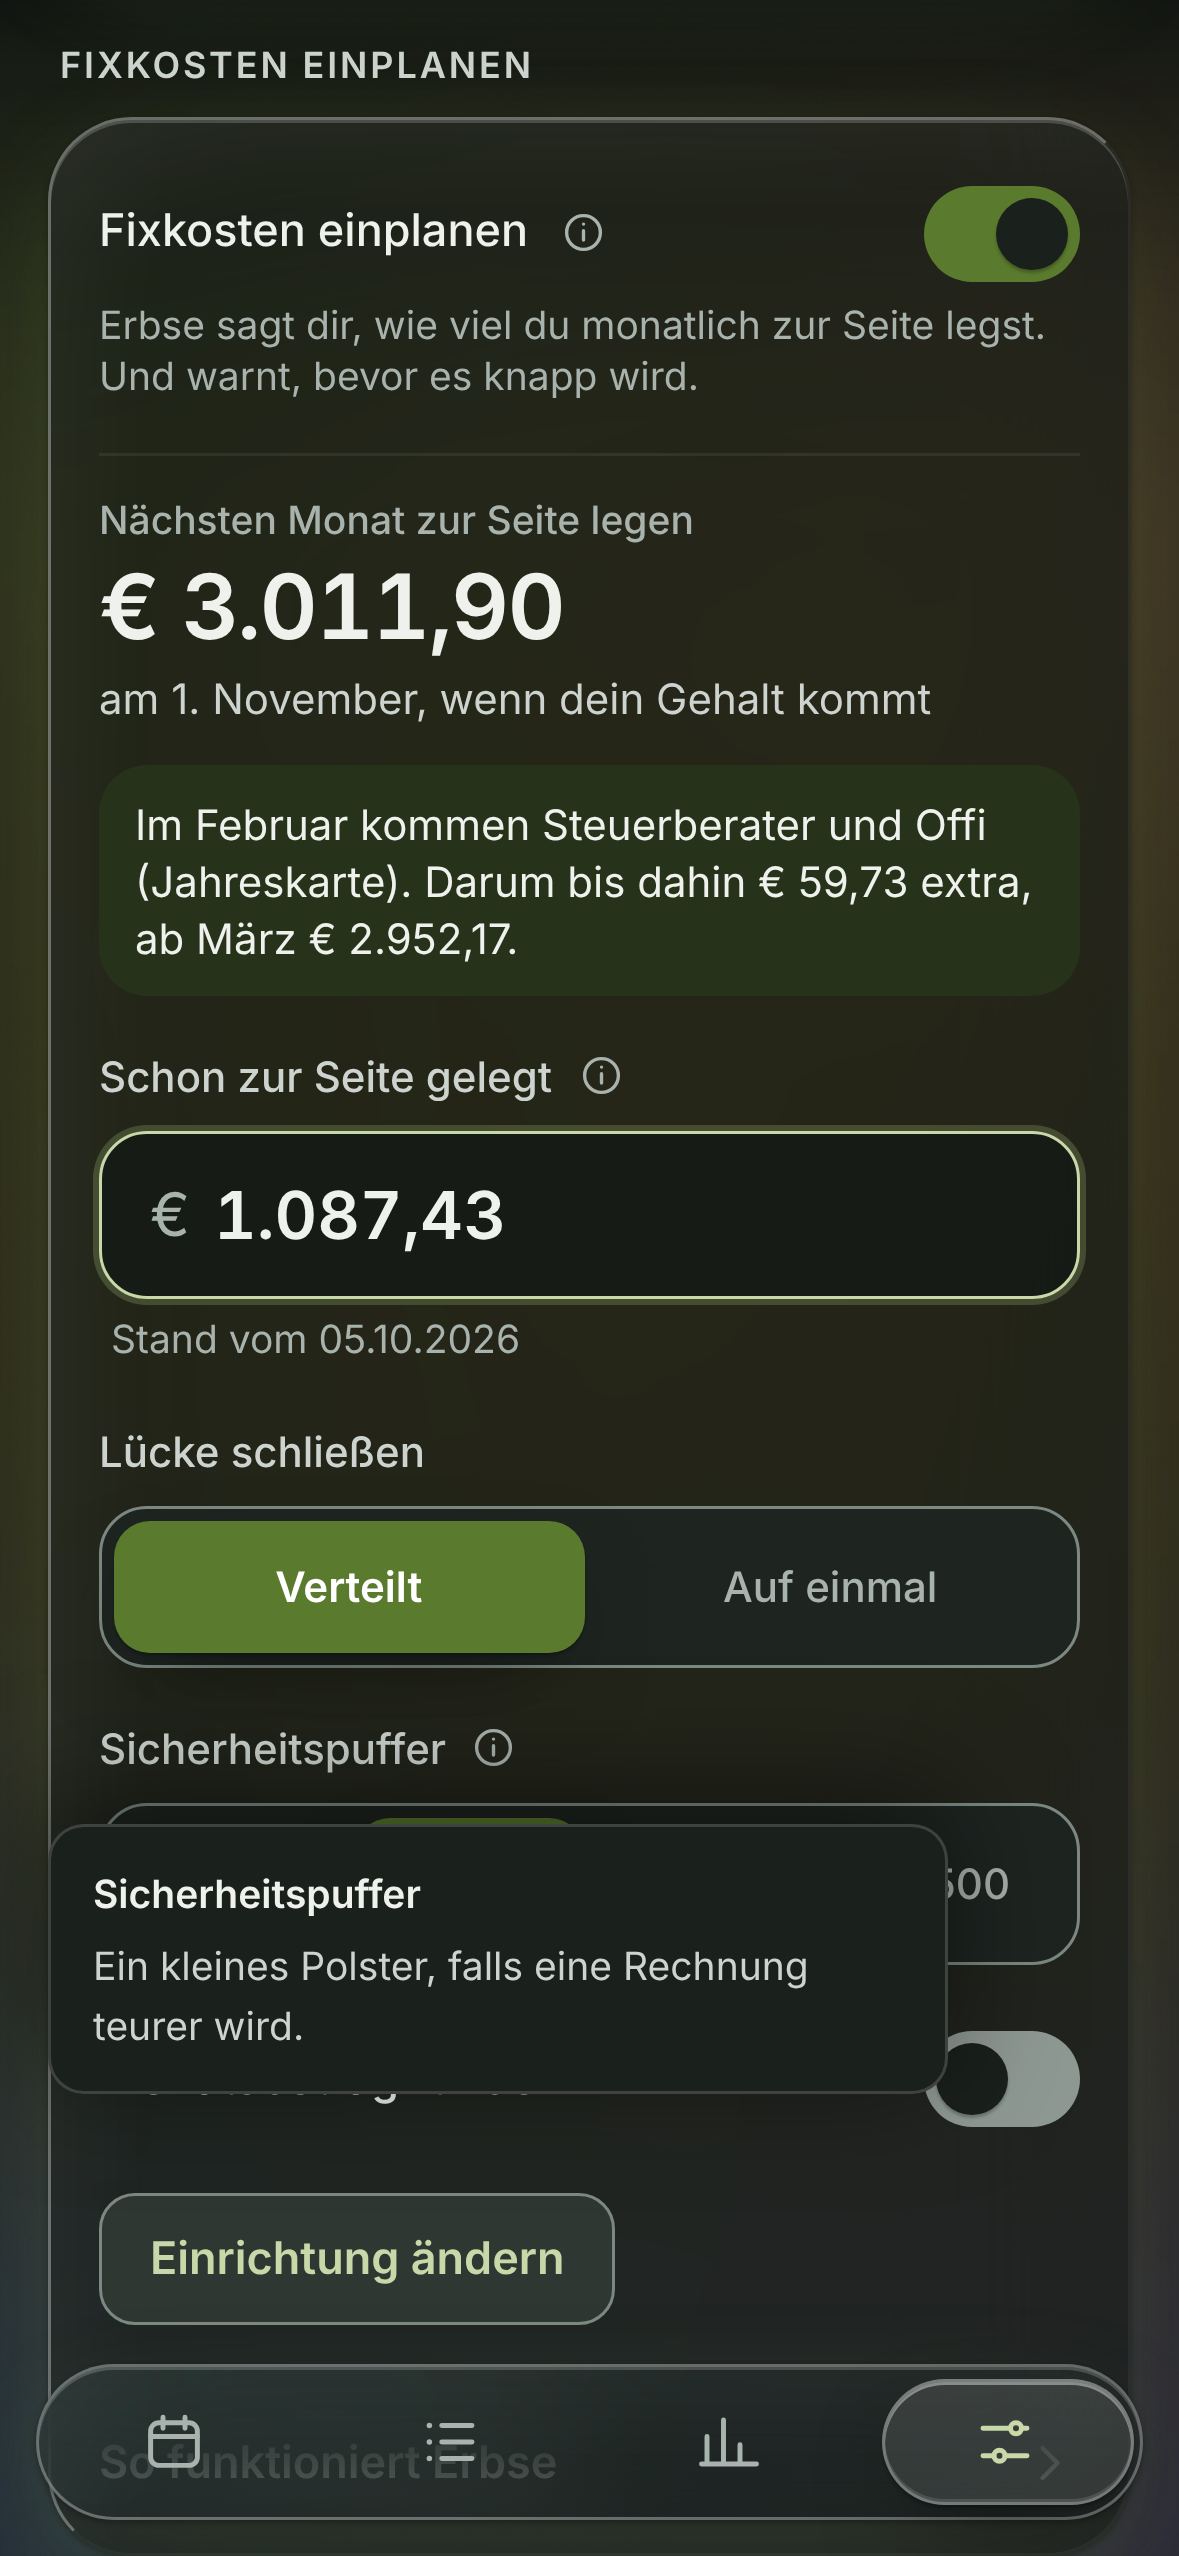 FIXKOSTEN EINPLANEN
Fixkosten einplanen
Erbse sagt dir, wie viel du monatlich zur Seite legst.
Und warnt, bevor es knapp wird.
Nächsten Monat zur Seite legen
€ 3.011,90
am 1. November, wenn dein Gehalt kommt
Im Februar kommen Steuerberater und Offi
(Jahreskarte). Darum bis dahin € 59,73 extra,
ab März € 2.952,17.
Schon zur Seite gelegt
€ 1.087,43
Stand vom 05.10.2026
Lücke schließen
Verteilt
Auf einmal
Sicherheitspuffer
Sicherheitspuffer
Ein kleines Polster, falls eine Rechnung
teurer wird.
Einrichtung ändern
So funktioniert Erbse